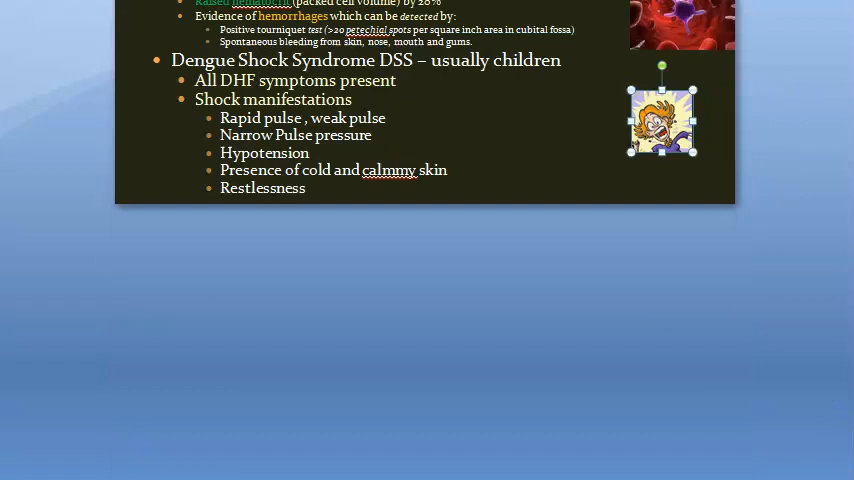 Raised hematocrit (packed cell volume) by 20%
Evidence of hemorrhages which can be detected by:
Positive tourniquet test (>20 petechial spots per square inch area in cubital fossa)
Spontaneous bleeding from skin, nose, mouth and gums.
Dengue Shock Syndrome DSS – usually children
All DHF symptoms present
Shock manifestations
Rapid pulse , weak pulse
Narrow Pulse pressure
Hypotension
Presence of cold and calmmy skin
Restlessness